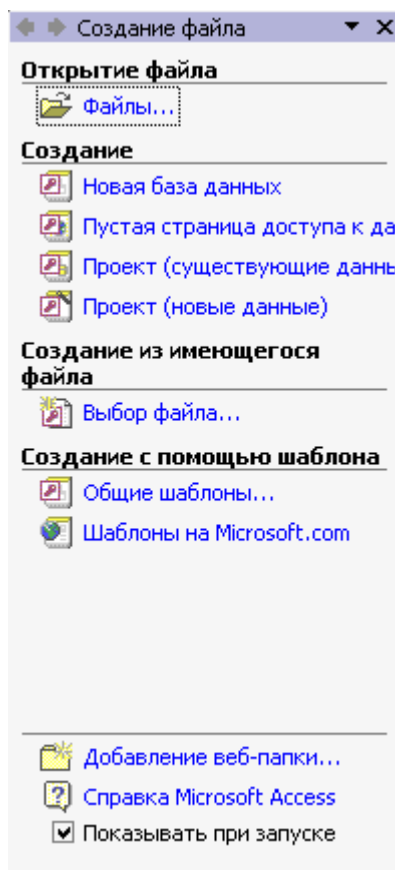 Создание файла
Открытие файла
Файлы...
Создание
Новая база данных
Пустая страница доступа к да
Проект (существующие данны
Проект (новые данные)
Создание из имеющегося
файла
Выбор файла...
Создание с помощью шаблона
Общие шаблоны...
Шаблоны на Microsoft.com
Добавление веб-папки...
Справка Microsoft Access
Показывать при запуске